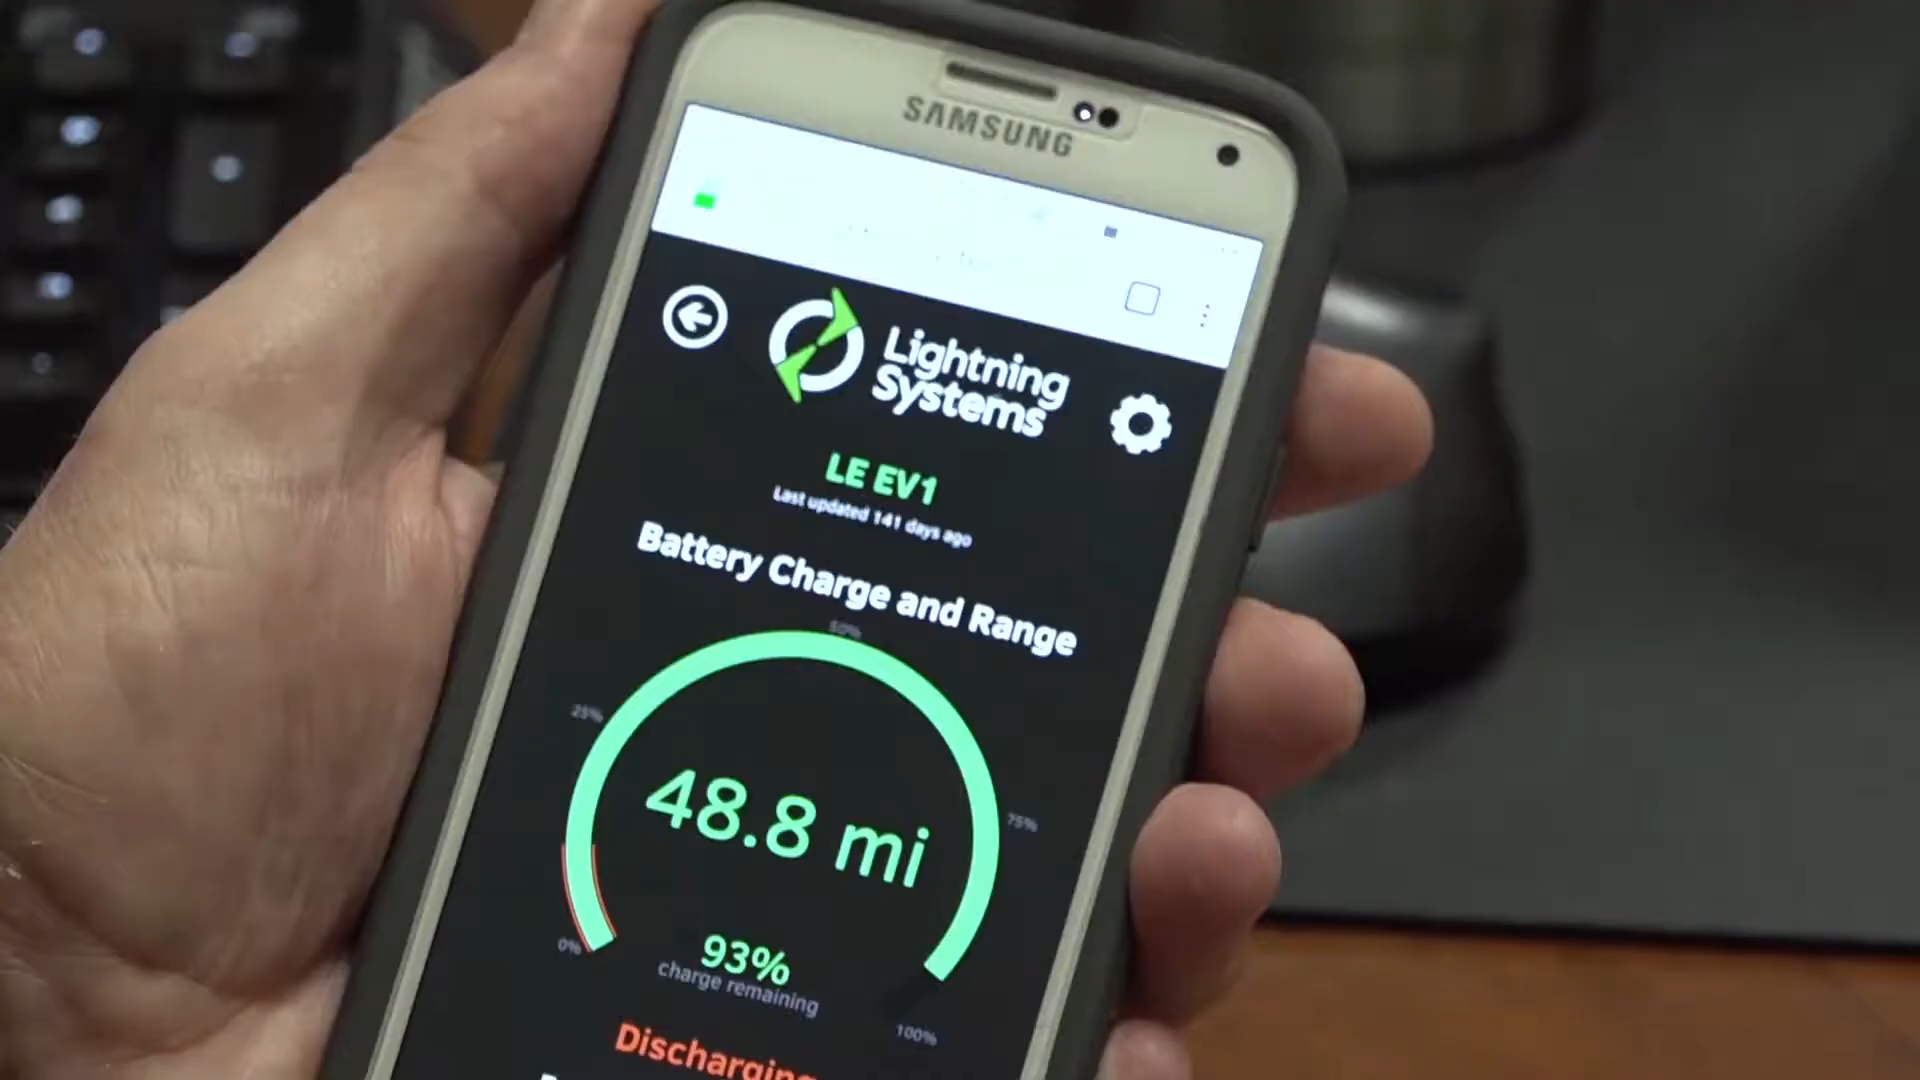 SAMSUNG
Lightning
Systems
LE EV1
Last updated 141 days ago
Battery Charge and Range
50%
25%
75%
48.8 mi
0%
93%
charge remaining
100%
Discharging